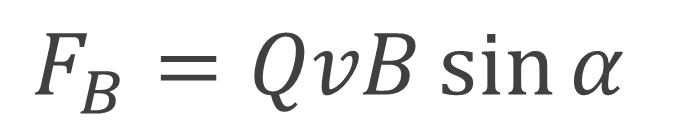 F_B = QvB sin α